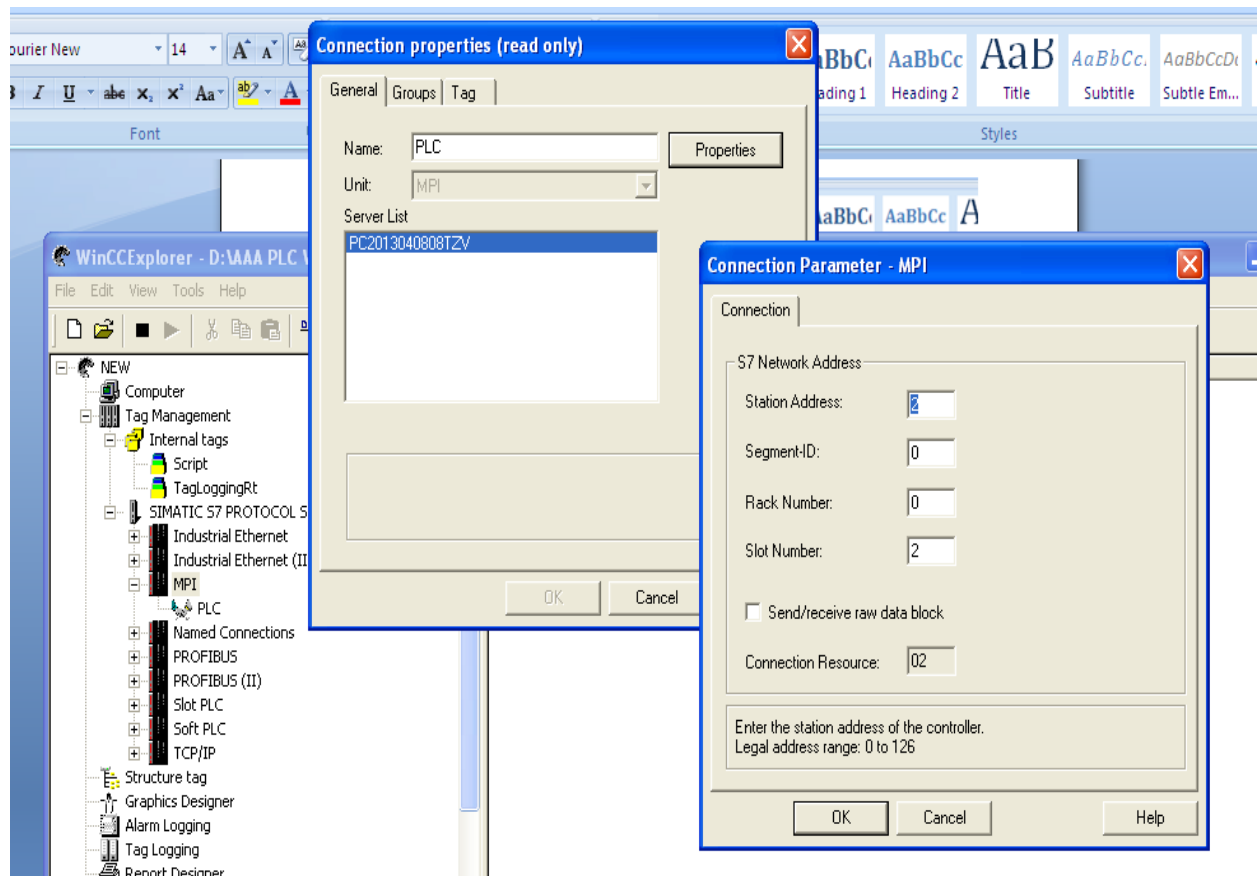 ourier New
14
Aa
AaBbCc
AaB
AaBbCc.
AaBbCcDc
I U abc x₂ x² Aa ab A
ading 1
Heading 2
Title
Subtitle
Subtle Em...
Font
Styles
AaBbCc
Connection properties (read only)
General
Groups
Tag
Name:
PLC
Properties
Unit:
MPI
Server List
PC2013040808TZV
OK
Cancel
WinCCExplorer - D:\AAA PLC
File Edit View Tools Help
NEW
Computer
Tag Management
Internal tags
Script
TagLoggingRt
SIMATIC S7 PROTOCOL S
Industrial Ethernet
Industrial Ethernet (II
MPI
PLC
Named Connections
PROFIBUS
PROFIBUS (II)
Slot PLC
Soft PLC
TCP/IP
Structure tag
Graphics Designer
Alarm Logging
Tag Logging
Report Designer
Connection Parameter - MPI
Connection
S7 Network Address
Station Address:
2
Segment-ID:
0
Rack Number:
0
Slot Number:
2
Send/receive raw data block
Connection Resource:
02
Enter the station address of the controller.
Legal address range: 0 to 126
OK
Cancel
Help